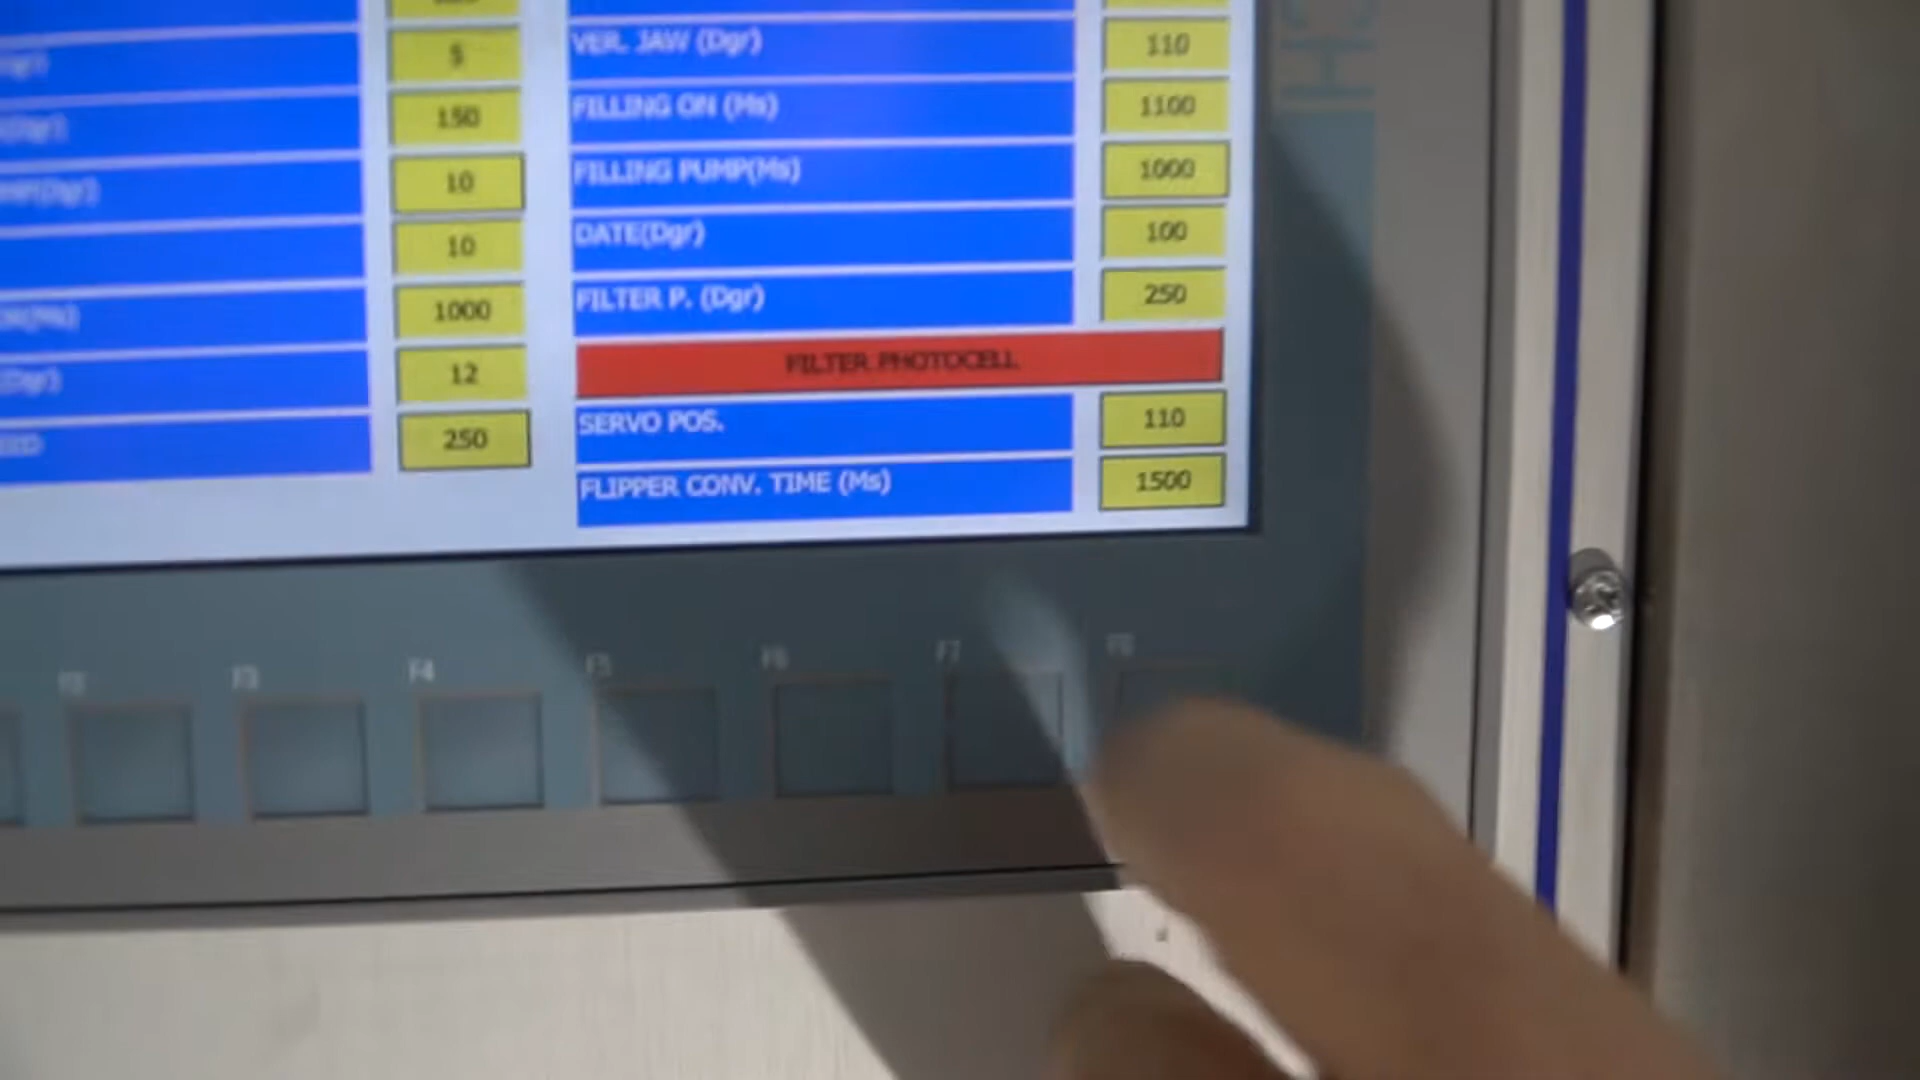 5
150
10
10
1000
12
250
VER. JAW (Dgr) 110
FILLING ON (Ms) 1100
FILLING PUMP(Ms) 1000
DATE(Dgr) 100
FILTER P. (Dgr) 250
FILTER PHOTOCELL
SERVO POS. 110
FLIPPER CONV. TIME (Ms) 1500
F2 F3 F4 F5 F6 F7 F8